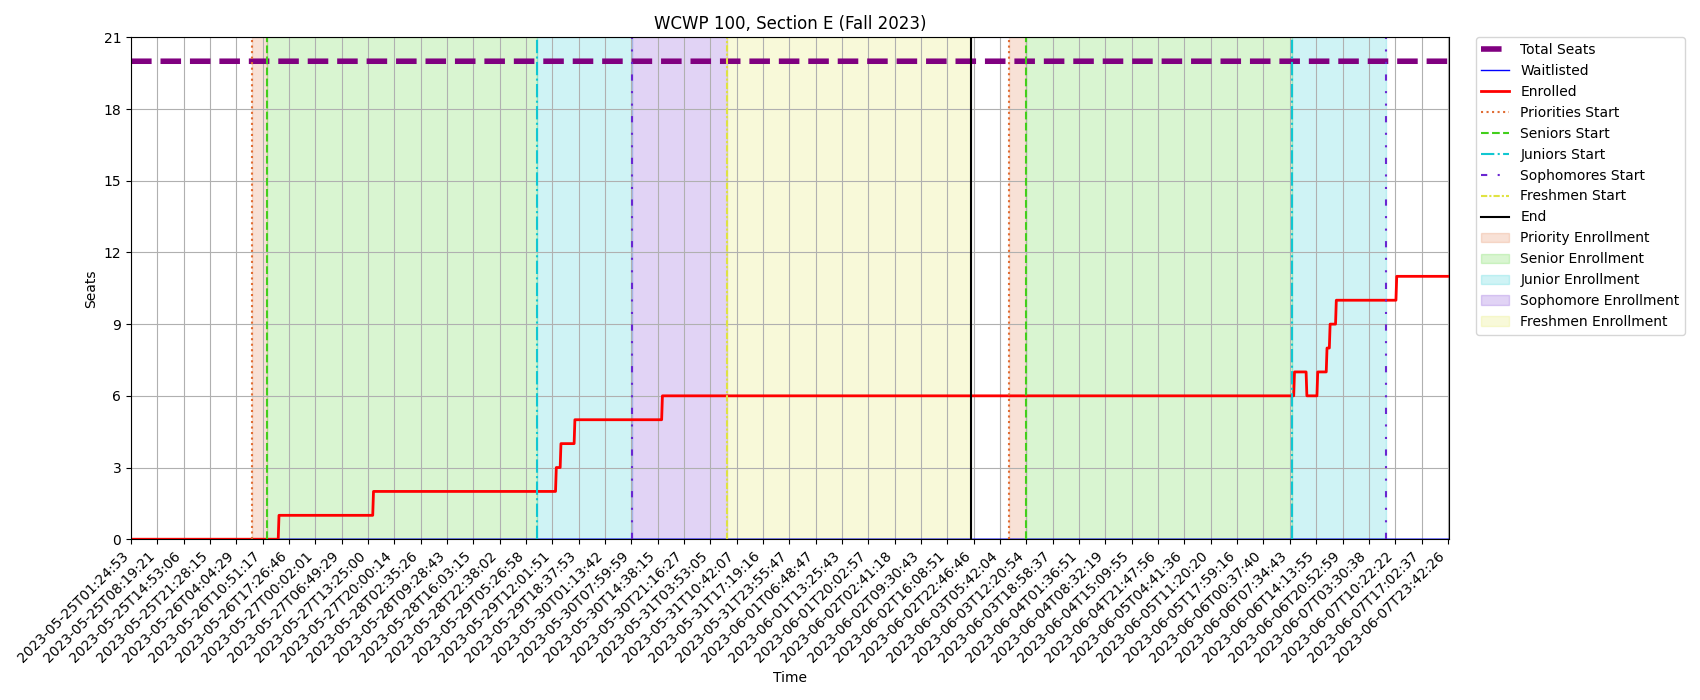 WCWP 100, Section E (Fall 2023)
Seats
21
18
15
12
9
6
3
0
2023-05-25T01:24:53
2023-05-25T08:19:21
2023-05-25T14:53:06
2023-05-25T21:28:15
2023-05-26T04:04:29
2023-05-26T10:51:17
2023-05-26T17:26:46
2023-05-27T00:02:01
2023-05-27T06:49:29
2023-05-27T13:25:00
2023-05-27T20:00:14
2023-05-28T02:35:26
2023-05-28T09:28:43
2023-05-28T16:03:15
2023-05-28T22:38:02
2023-05-29T05:26:58
2023-05-29T12:01:51
2023-05-29T18:37:53
2023-05-30T01:13:42
2023-05-30T07:59:59
2023-05-30T14:38:15
2023-05-30T21:16:27
2023-05-31T03:53:05
2023-05-31T10:42:07
2023-05-31T17:19:16
2023-05-31T23:55:47
2023-06-01T06:48:47
2023-06-01T13:25:43
2023-06-01T20:02:57
2023-06-02T02:41:18
2023-06-02T09:30:43
2023-06-02T16:08:51
2023-06-02T22:46:46
2023-06-03T05:42:04
2023-06-03T12:20:54
2023-06-03T18:58:37
2023-06-04T01:36:51
2023-06-04T08:32:19
2023-06-04T15:09:55
2023-06-04T21:47:56
2023-06-05T04:41:36
2023-06-05T11:20:20
2023-06-05T17:59:16
2023-06-06T00:37:40
2023-06-06T07:34:43
2023-06-06T14:13:55
2023-06-06T20:52:59
2023-06-07T03:30:38
2023-06-07T10:22:22
2023-06-07T17:02:37
2023-06-07T23:42:26
Time
Total Seats
Waitlisted
Enrolled
Priorities Start
Seniors Start
Juniors Start
Sophomores Start
Freshmen Start
End
Priority Enrollment
Senior Enrollment
Junior Enrollment
Sophomore Enrollment
Freshmen Enrollment